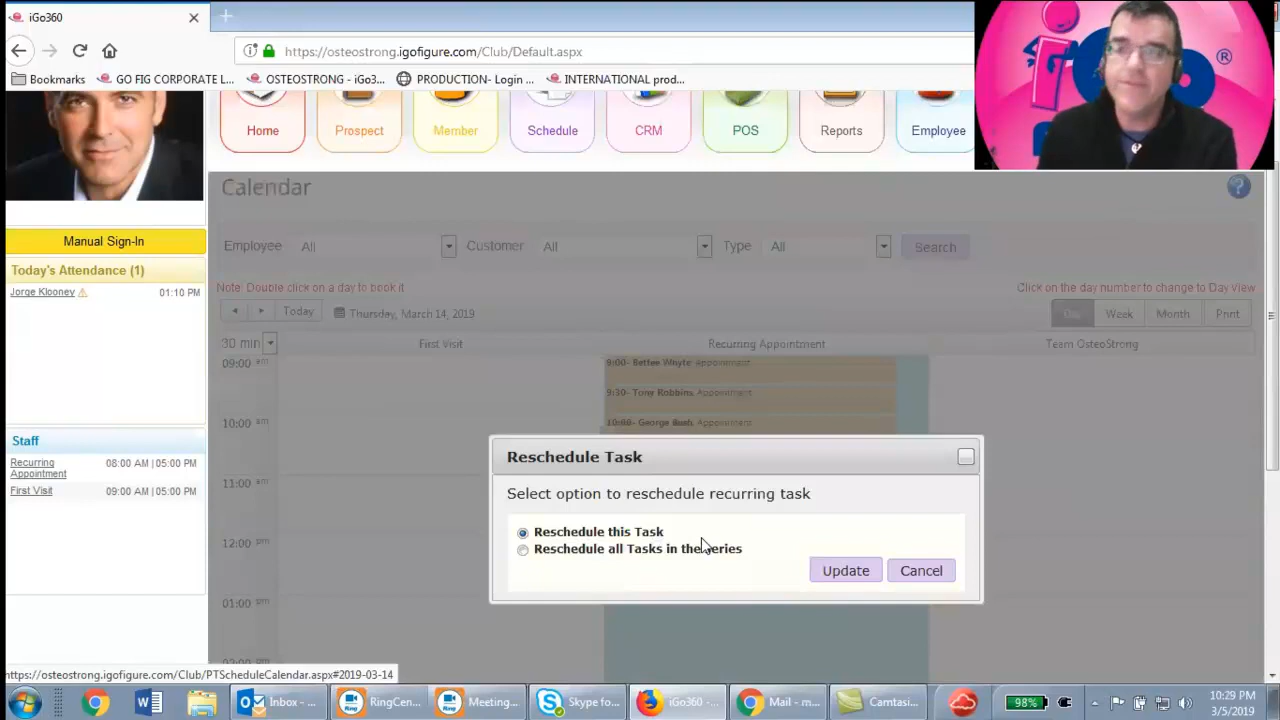 iGo360
https://osteostrong.igofigure.com/Club/Default.aspx
Bookmarks GO FIG CORPORATE L... OSTEOSTRONG - iGo3... PRODUCTION- Login ... INTERNATIONAL prod...
Home Prospect Member Schedule CRM POS Reports Employee
Calendar
Employee All Customer All Type All Search
Note: Double click on a day to book it
Click on the day number to change to Day view
Today Thursday, March 14, 2019 Day Week Month Print
30 min First Visit Recurring Appointment Team OsteoStrong
09:00 am
9:00- Bettee Whyte Appointment
9:30- Tony Robbins Appointment
10:00 am
10:00- George Bush Appointment
11:00 am
12:00 pm
01:00 pm
Manual Sign-In
Today's Attendance (1)
Jorge Klooney 01:10 PM
Staff
Recurring Appointment 08:00 AM | 05:00 PM
First Visit 09:00 AM | 05:00 PM
Reschedule Task
Select option to reschedule recurring task
Reschedule this Task
Reschedule all Tasks in the series
Update Cancel
https://osteostrong.igofigure.com/Club/PTScheduleCalendar.aspx#2019-03-14
Inbox - ... RingCen... Meeting... Skype fo... iGo360 -... Mail - m... Camtasi... 98%
10:29 PM
3/5/2019